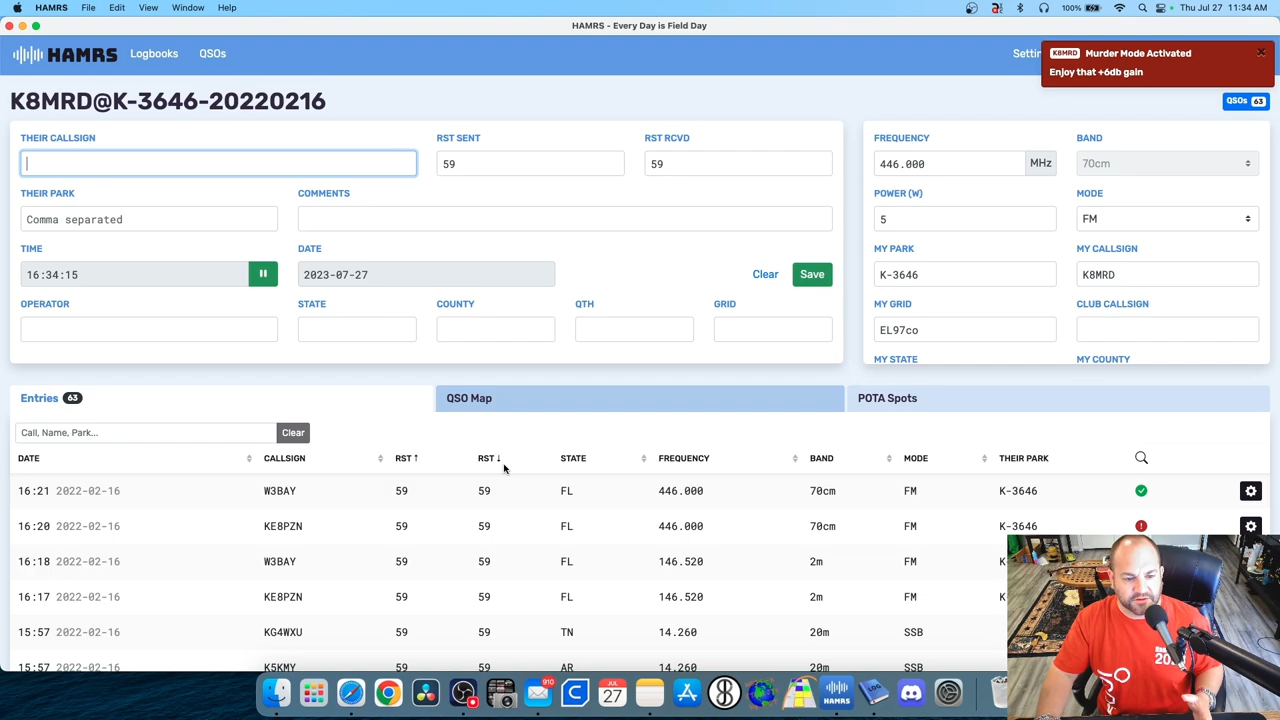 HAMRS File Edit View Window Help 100% Thu Jul 27 11:34 AM
HAMRS - Every Day is Field Day
HAMRS Logbooks QSOs
K8MRD Murder Mode Activated
Enjoy that +6db gain
K8MRD@K-3646-20220216
QSOs 63
THEIR CALLSIGN RST SENT RST RCVD
59 59
THEIR PARK COMMENTS
Comma separated
TIME DATE
16:34:15 2023-07-27 Clear Save
OPERATOR STATE COUNTY QTH GRID
FREQUENCY BAND
446.000 MHz 70cm
POWER (W) MODE
5 FM
MY PARK MY CALLSIGN
K-3646 K8MRD
MY GRID CLUB CALLSIGN
EL97co
MY STATE MY COUNTY
Entries 63 QSO Map POTA Spots
Call, Name, Park... Clear
DATE CALLSIGN RST↑ RST↓ STATE FREQUENCY BAND MODE THEIR PARK
16:21 2022-02-16 W3BAY 59 59 FL 446.000 70cm FM K-3646
16:20 2022-02-16 KE8PZN 59 59 FL 446.000 70cm FM K-3646
16:18 2022-02-16 W3BAY 59 59 FL 146.520 2m FM
16:17 2022-02-16 KE8PZN 59 59 FL 146.520 2m FM
15:57 2022-02-16 KG4WXU 59 59 TN 14.260 20m SSB
15:57 2022-02-16 K5KMY 59 59 AR 14.260 20m SSB
910
JUL
27
HAMRS
LOG